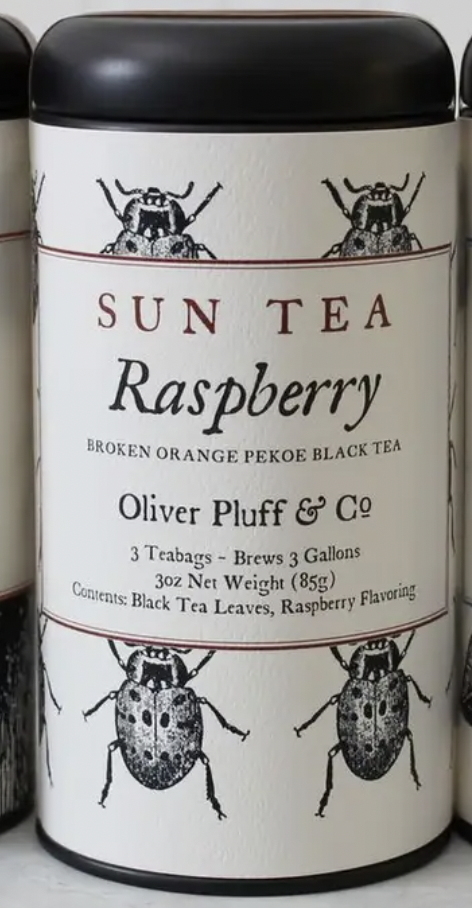 SUN TEA
Raspberry
BROKEN ORANGE PEKOE BLACK TEA
Oliver Pluff & Cº
3 Teabags - Brews 3 Gallons
3oz Net Weight (85g)
Contents: Black Tea Leaves, Raspberry Flavoring